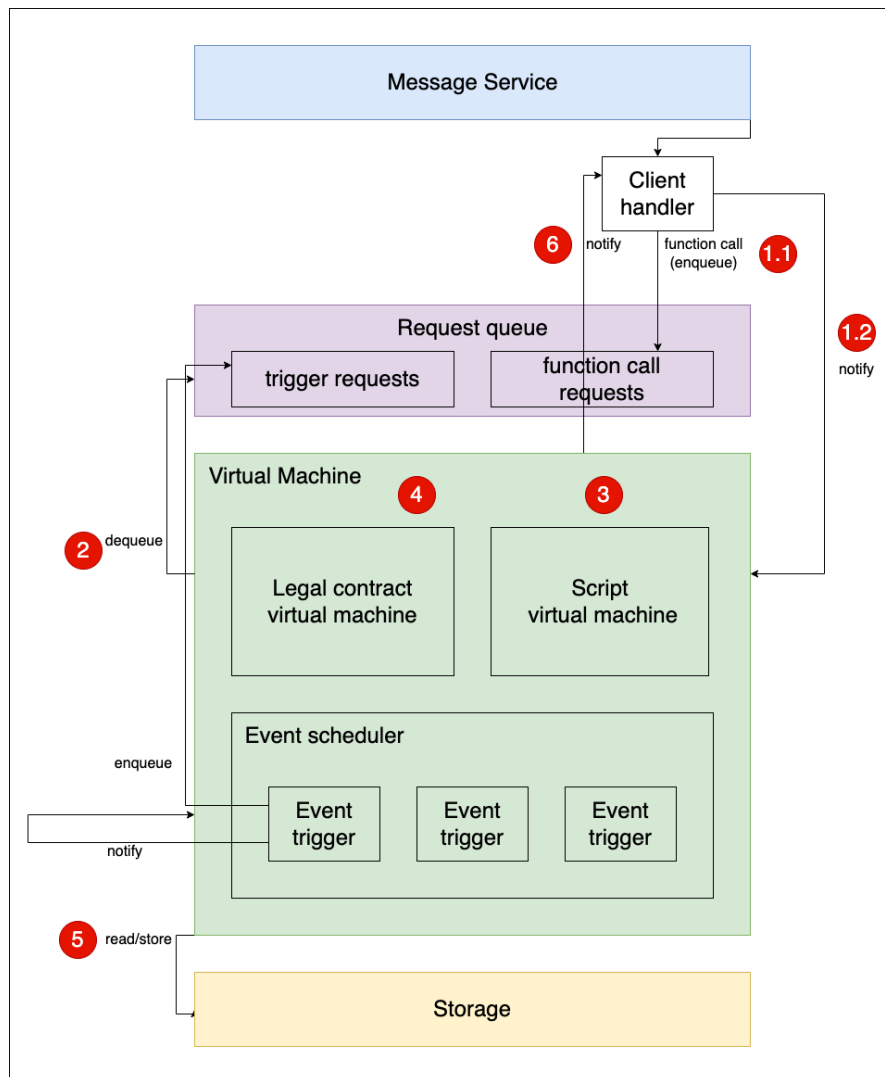 Message Service
Client
handler
6
notify
function call
(enqueue)
1.1
Request queue
1.2
trigger requests
function call
requests
notify
Virtual Machine
4
3
2
dequeue
Legal contract
virtual machine
Script
virtual machine
Event scheduler
enqueue
Event
trigger
Event
trigger
Event
trigger
notify
5
read/store
Storage